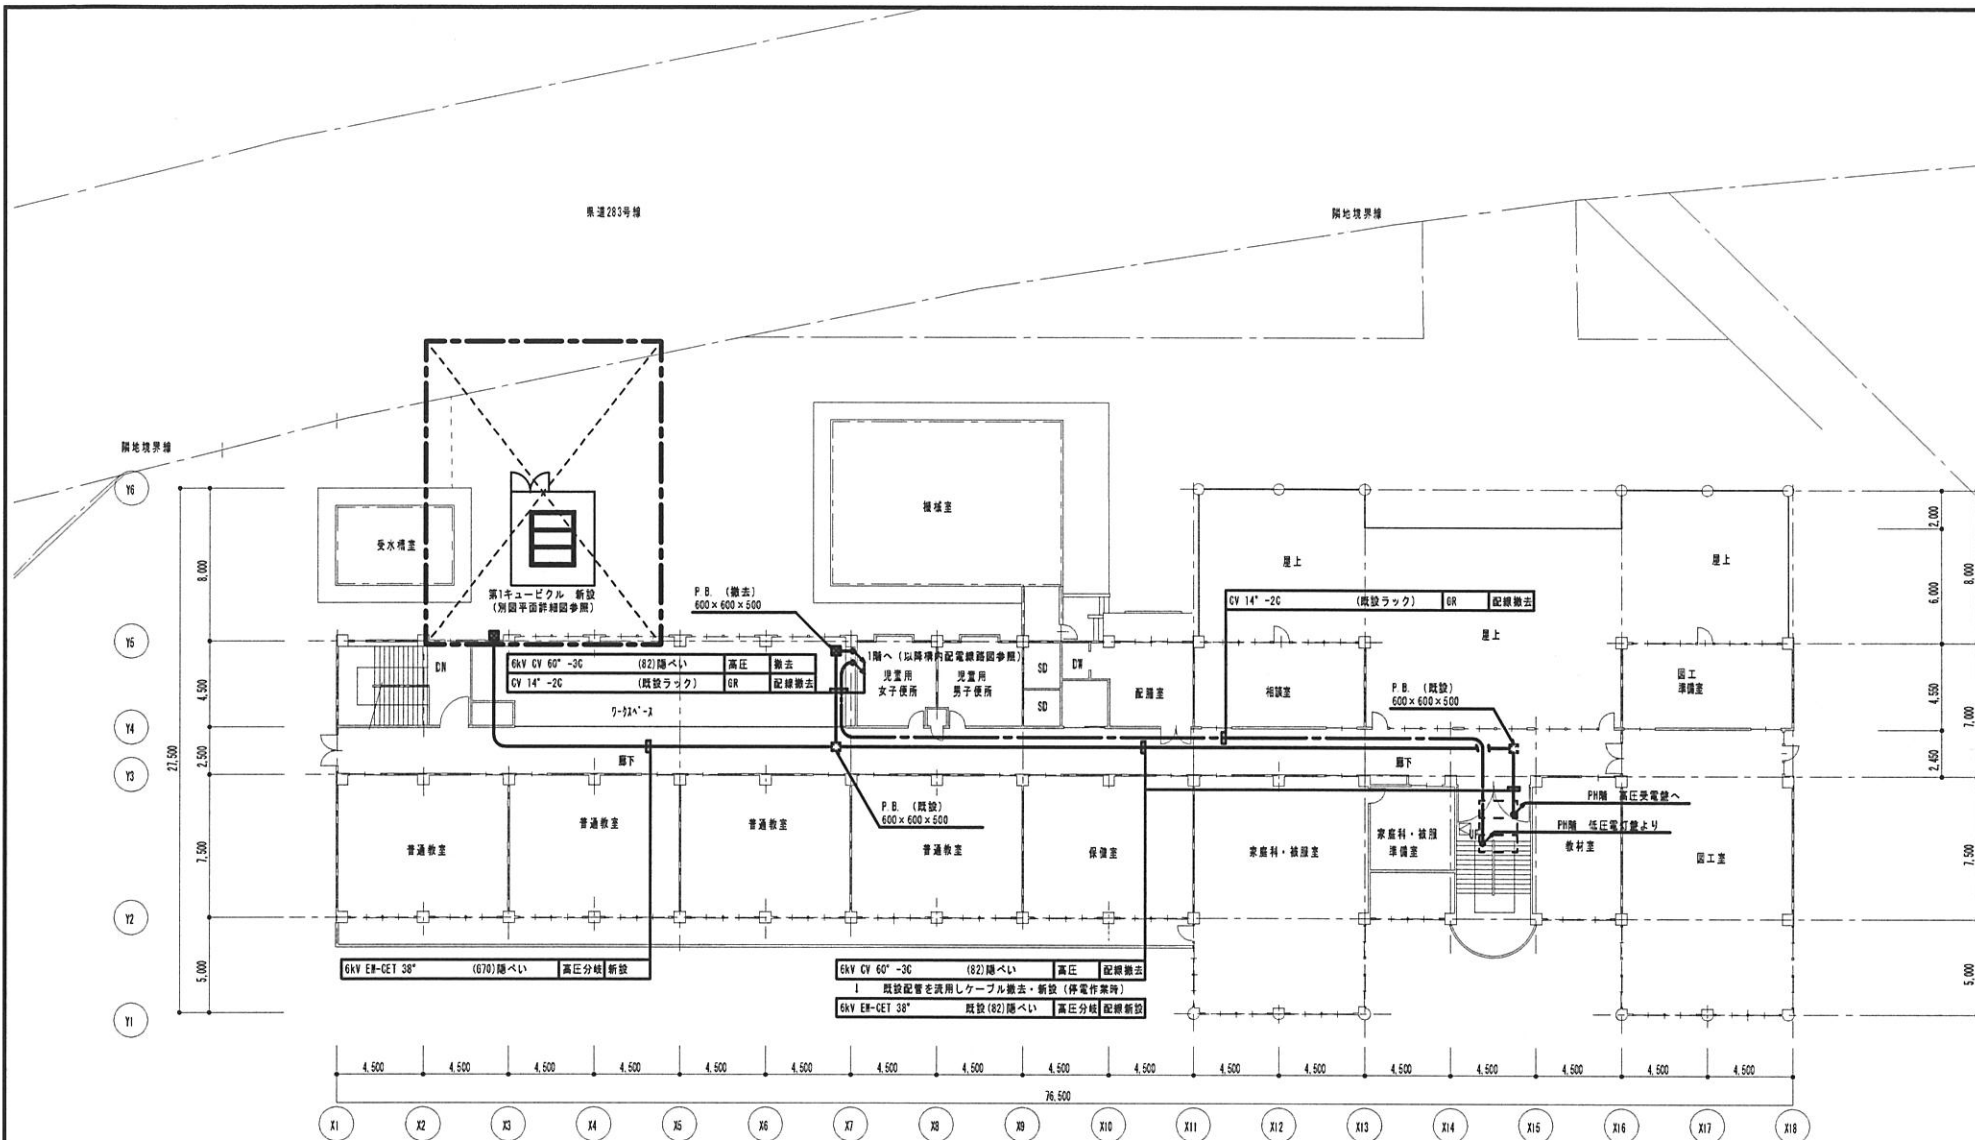 県道283号線
隣地境界線
隣地境界線
Y6
受水槽室
機械室
屋上
屋上
2,000
8,000
6,000
8,000
第1キュービクル 新設
(別図平面詳細図参照)
P.B. (撤去)
600×600×500
CV 14° -2C (既設ラック) GR 配線撤去
屋上
Y5
DN
6kV CV 60° -3C (82)隠ぺい 高圧 撤去
CV 14° -2C (既設ラック) GR 配線撤去
1階へ (以降構内配電線路図参照)
児童用
女子便所
児童用
男子便所
SD
SD
DW
配膳室
相談室
P.B. (既設)
600×600×500
図工
準備室
4,500
4,550
7,000
ワークスペース
Y4
27,500
2,500
2,450
廊下
廊下
Y3
P.B. (既設)
600×600×500
PH階 高圧受電盤へ
PH階 低圧電灯盤より
普通教室
普通教室
普通教室
普通教室
保健室
家庭科・被服室
家庭科・被服
準備室
UP
教材室
図工室
7,500
7,500
Y2
6kV EM-CET 38° (G70)隠ぺい 高圧分岐 新設
6kV CV 60° -3C (82)隠ぺい 高圧 配線撤去
↓ 既設配管を流用しケーブル撤去・新設 (停電作業時)
6kV EM-CET 38° 既設(82)隠ぺい 高圧分岐 配線新設
5,000
5,000
Y1
4,500 4,500 4,500 4,500 4,500 4,500 4,500 4,500 4,500 4,500 4,500 4,500 4,500 4,500 4,500 4,500 4,500
76,500
X1 X2 X3 X4 X5 X6 X7 X8 X9 X10 X11 X12 X13 X14 X15 X16 X17 X18